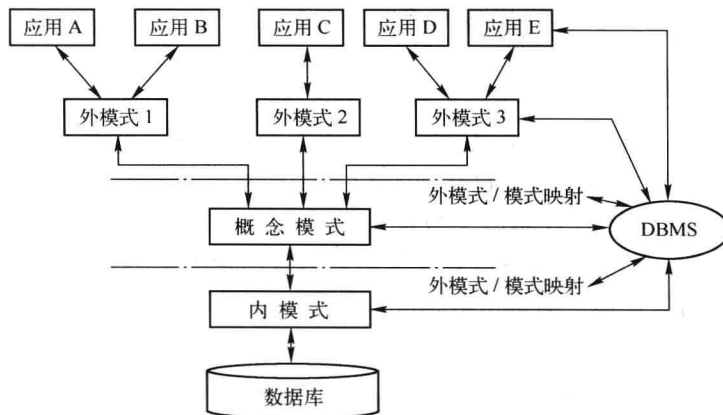 应用 A
应用 B
应用 C
应用 D
应用 E
外模式 1
外模式 2
外模式 3
外模式 / 模式映射
概 念 模 式
DBMS
外模式 / 模式映射
内 模 式
数据库